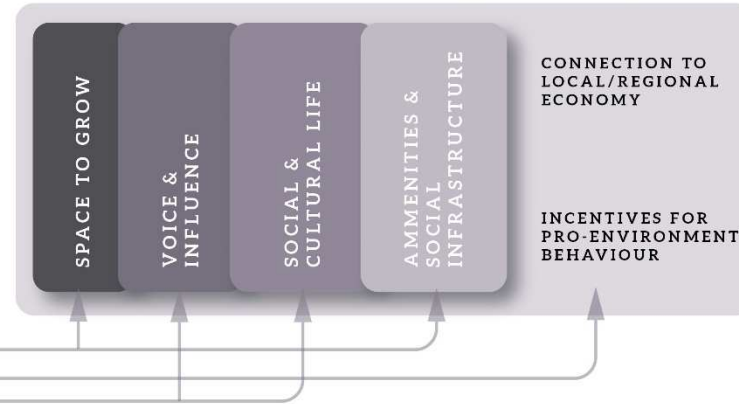 SPACE TO GROW
VOICE &
INFLUENCE
SOCIAL &
CULTURAL LIFE
AMMENITIES &
SOCIAL
INFRASTRUCTURE
CONNECTION TO
LOCAL/REGIONAL
ECONOMY
INCENTIVES FOR
PRO-ENVIRONMENT
BEHAVIOUR